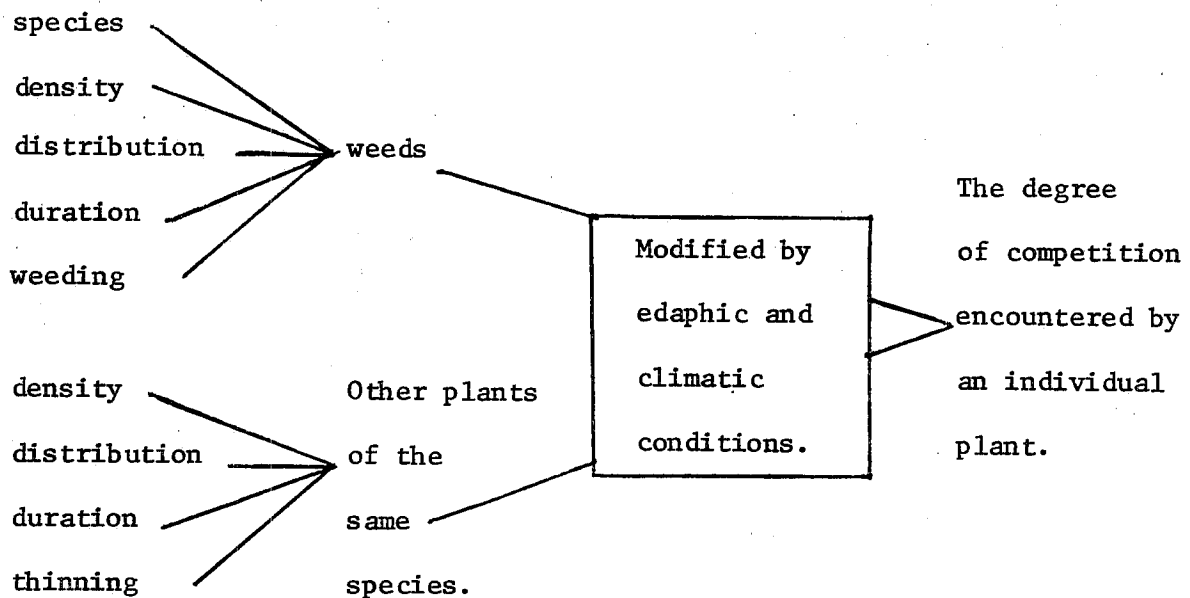 species
density
distribution
duration
weeding
weeds
density
distribution
duration
thinning
Other plants
of the
same
species.
Modified by
edaphic and
climatic
conditions.
The degree
of competition
encountered by
an individual
plant.